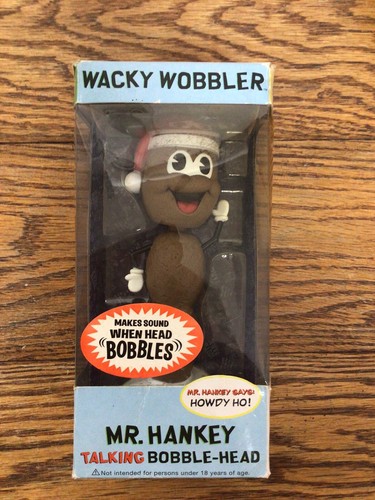 WACKY WOBBLER
MAKES SOUND
WHEN HEAD
BOBBLES
MR. HANKEY SAYS:
HOWDY HO!
MR. HANKEY
TALKING BOBBLE-HEAD
⚠Not intended for persons under 18 years of age.